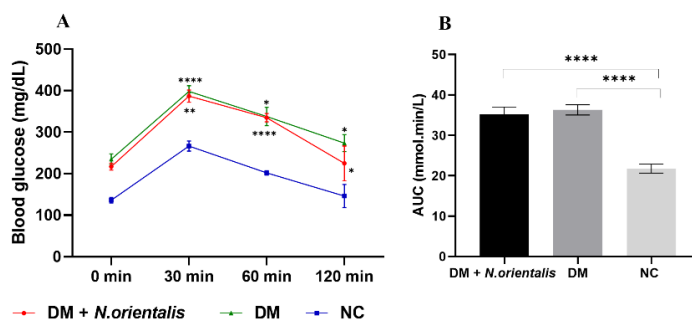 A
500
400
300
200
100
0
Blood glucose (mg/dL)
****
**
*
****
*
*
0 min 30 min 60 min 120 min
DM + N.orientalis DM NC
B
50
40
30
20
10
0
AUC (mmol.min/L)
****
****
DM + N.orientalis DM NC